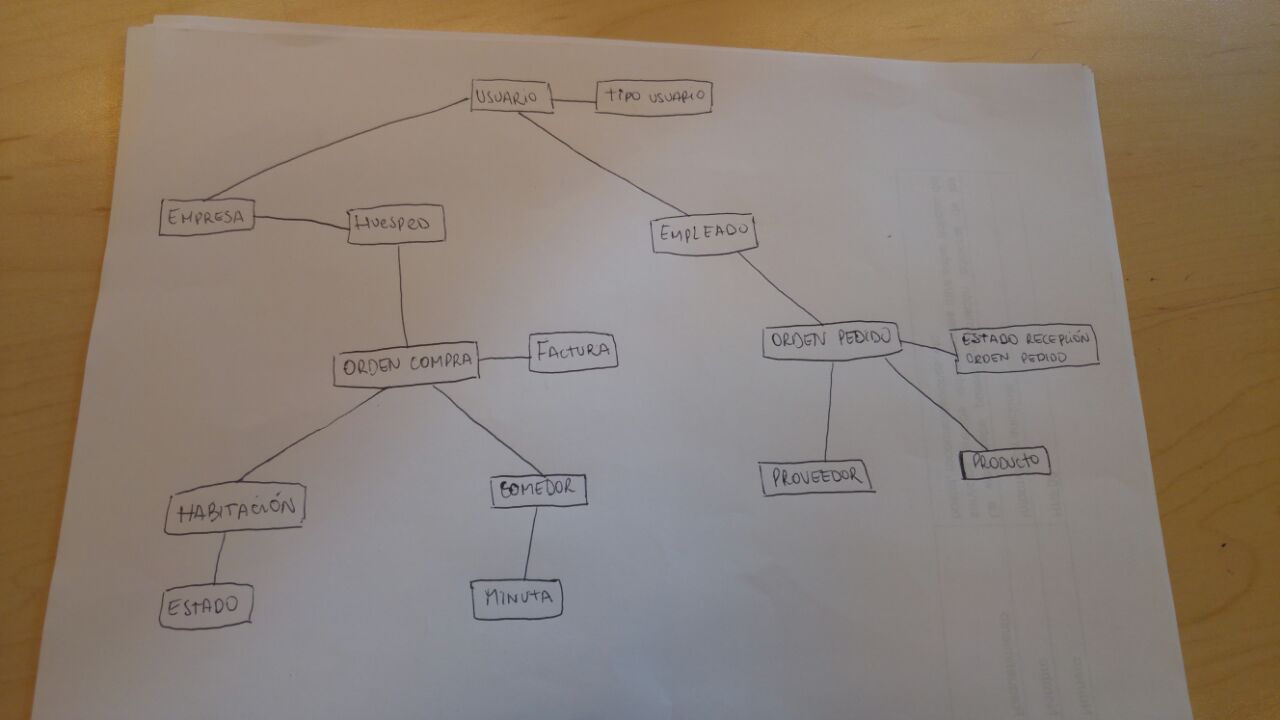 USUARIO
TIPO USUARIO
EMPRESA
HUESPED
EMPLEADO
ORDEN COMPRA
FACTURA
ORDEN PEDIDO
ESTADO RECEPCIÓN
ORDEN PEDIDO
HABITACIÓN
COMEDOR
PROVEEDOR
PRODUCTO
ESTADO
MINUTA